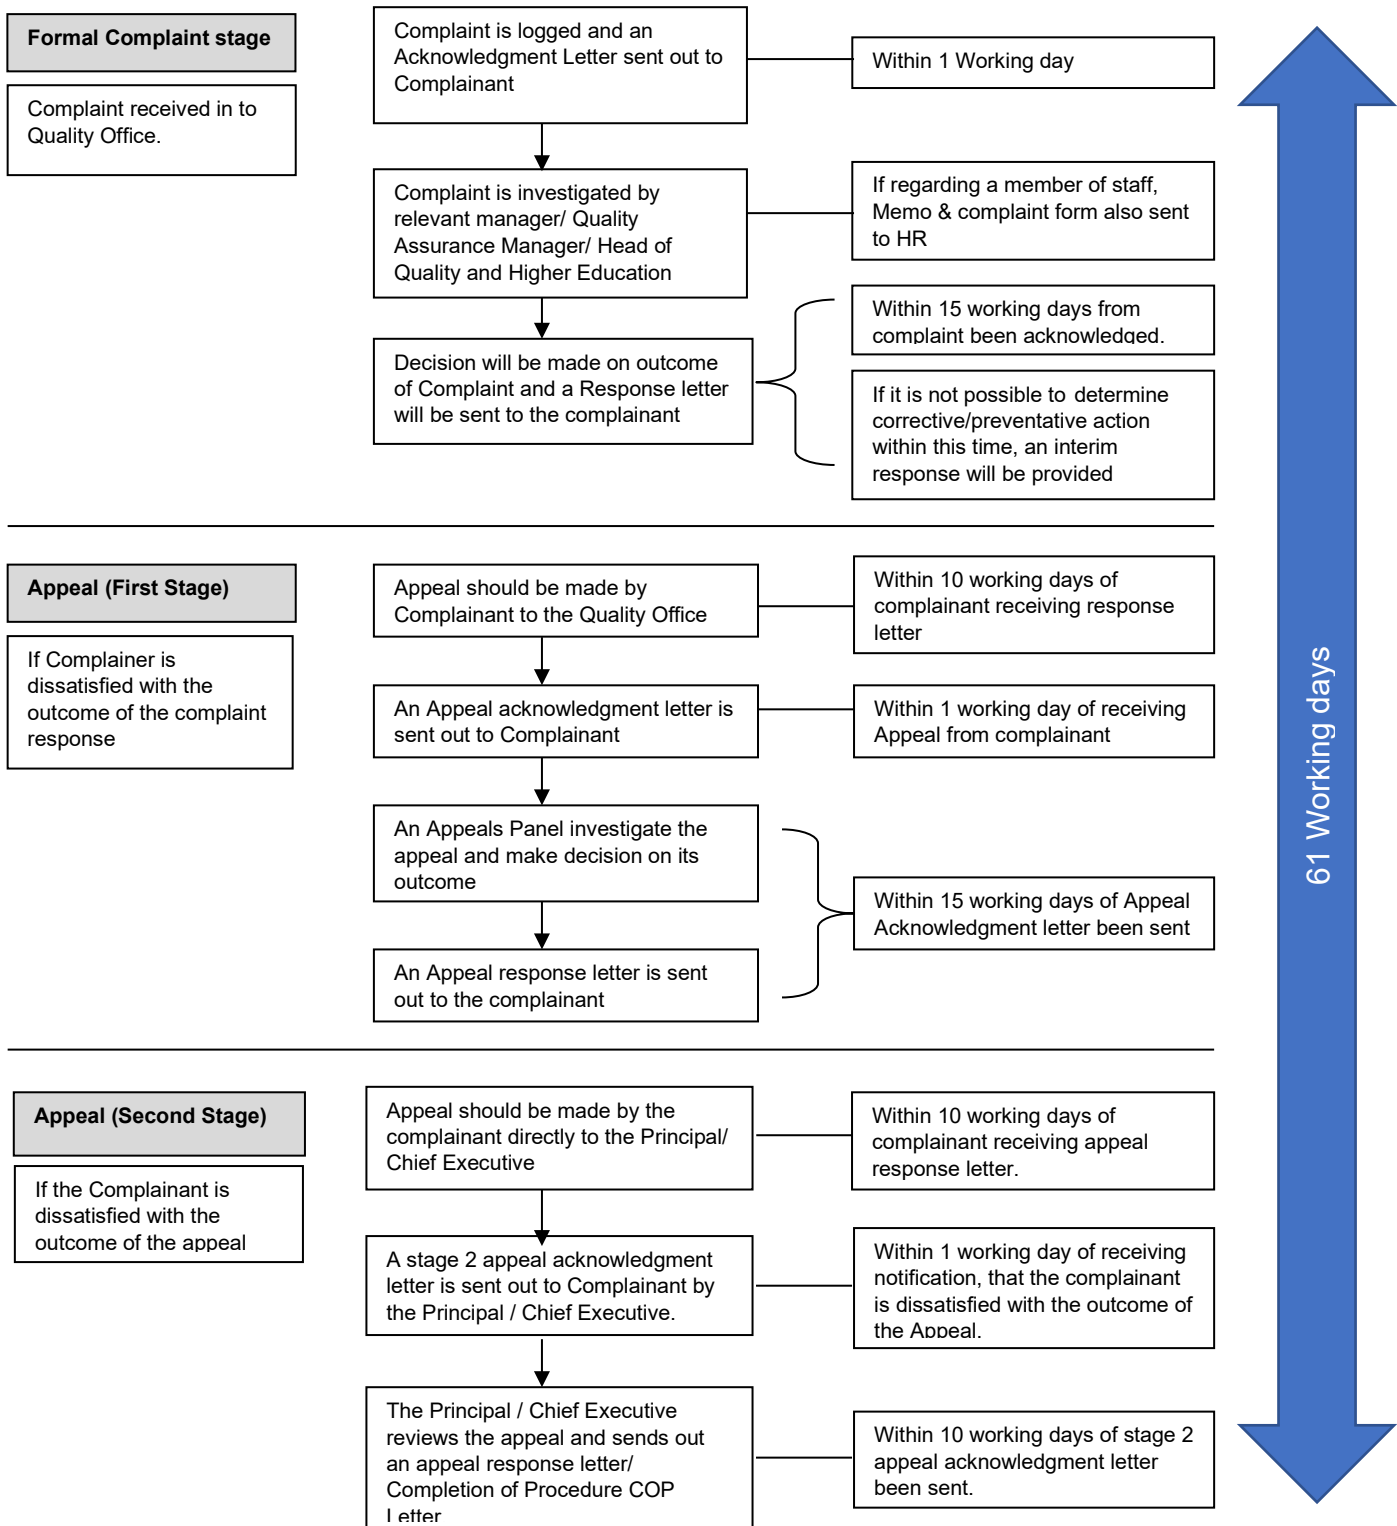 Formal Complaint stage
Complaint received in to
Quality Office.
Complaint is logged and an
Acknowledgment Letter sent out to
Complainant
Within 1 Working day
Complaint is investigated by
relevant manager/ Quality
Assurance Manager/ Head of
Quality and Higher Education
If regarding a member of staff,
Memo & complaint form also sent
to HR
Decision will be made on outcome
of Complaint and a Response letter
will be sent to the complainant
Within 15 working days from
complaint been acknowledged.
If it is not possible to determine
corrective/preventative action
within this time, an interim
response will be provided
Appeal (First Stage)
If Complainer is
dissatisfied with the
outcome of the complaint
response
Appeal should be made by
Complainant to the Quality Office
Within 10 working days of
complainant receiving response
letter
An Appeal acknowledgment letter is
sent out to Complainant
Within 1 working day of receiving
Appeal from complainant
An Appeals Panel investigate the
appeal and make decision on its
outcome
An Appeal response letter is sent
out to the complainant
Within 15 working days of Appeal
Acknowledgment letter been sent
Appeal (Second Stage)
If the Complainant is
dissatisfied with the
outcome of the appeal
Appeal should be made by the
complainant directly to the Principal/
Chief Executive
Within 10 working days of
complainant receiving appeal
response letter.
A stage 2 appeal acknowledgment
letter is sent out to Complainant by
the Principal / Chief Executive.
Within 1 working day of receiving
notification, that the complainant
is dissatisfied with the outcome of
the Appeal.
The Principal / Chief Executive
reviews the appeal and sends out
an appeal response letter/
Completion of Procedure COP
Letter
Within 10 working days of stage 2
appeal acknowledgment letter
been sent.
61 Working days